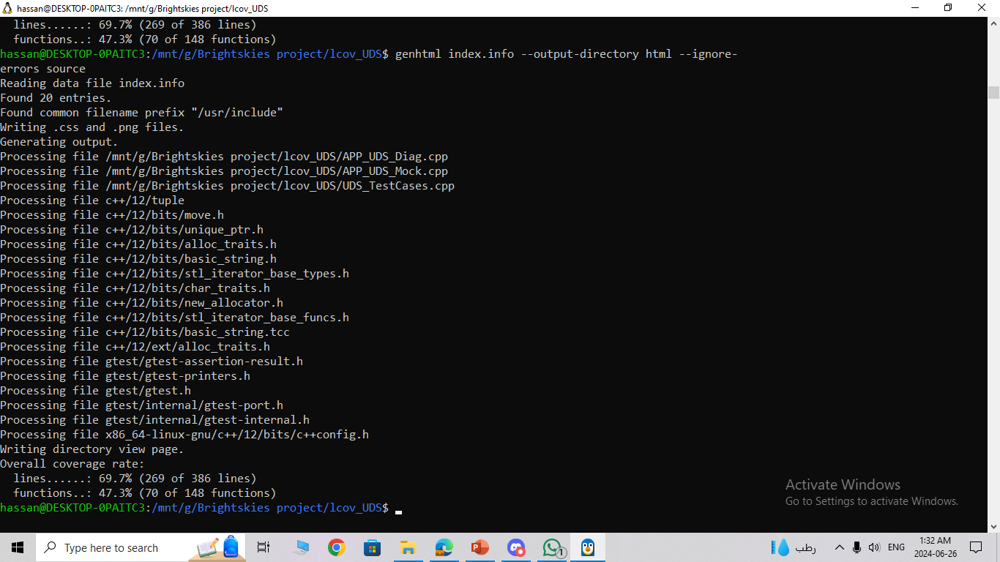 hassan@DESKTOP-0PAITC3: /mnt/g/Brightskies project/lcov_UDS
  lines......: 69.7% (269 of 386 lines)
  functions..: 47.3% (70 of 148 functions)
hassan@DESKTOP-0PAITC3:/mnt/g/Brightskies project/lcov_UDS$ genhtml index.info --output-directory html --ignore-
errors source
Reading data file index.info
Found 20 entries.
Found common filename prefix "/usr/include"
Writing .css and .png files.
Generating output.
Processing file /mnt/g/Brightskies project/lcov_UDS/APP_UDS_Diag.cpp
Processing file /mnt/g/Brightskies project/lcov_UDS/APP_UDS_Mock.cpp
Processing file /mnt/g/Brightskies project/lcov_UDS/UDS_TestCases.cpp
Processing file c++/12/tuple
Processing file c++/12/bits/move.h
Processing file c++/12/bits/unique_ptr.h
Processing file c++/12/bits/alloc_traits.h
Processing file c++/12/bits/basic_string.h
Processing file c++/12/bits/stl_iterator_base_types.h
Processing file c++/12/bits/char_traits.h
Processing file c++/12/bits/new_allocator.h
Processing file c++/12/bits/stl_iterator_base_funcs.h
Processing file c++/12/bits/basic_string.tcc
Processing file c++/12/ext/alloc_traits.h
Processing file gtest/gtest-assertion-result.h
Processing file gtest/gtest-printers.h
Processing file gtest/gtest.h
Processing file gtest/internal/gtest-port.h
Processing file gtest/internal/gtest-internal.h
Processing file x86_64-linux-gnu/c++/12/bits/c++config.h
Writing directory view page.
Overall coverage rate:
  lines......: 69.7% (269 of 386 lines)
  functions..: 47.3% (70 of 148 functions)
hassan@DESKTOP-0PAITC3:/mnt/g/Brightskies project/lcov_UDS$
Activate Windows
Go to Settings to activate Windows.
Type here to search
1
رطب
ENG
1:32 AM
2024-06-26